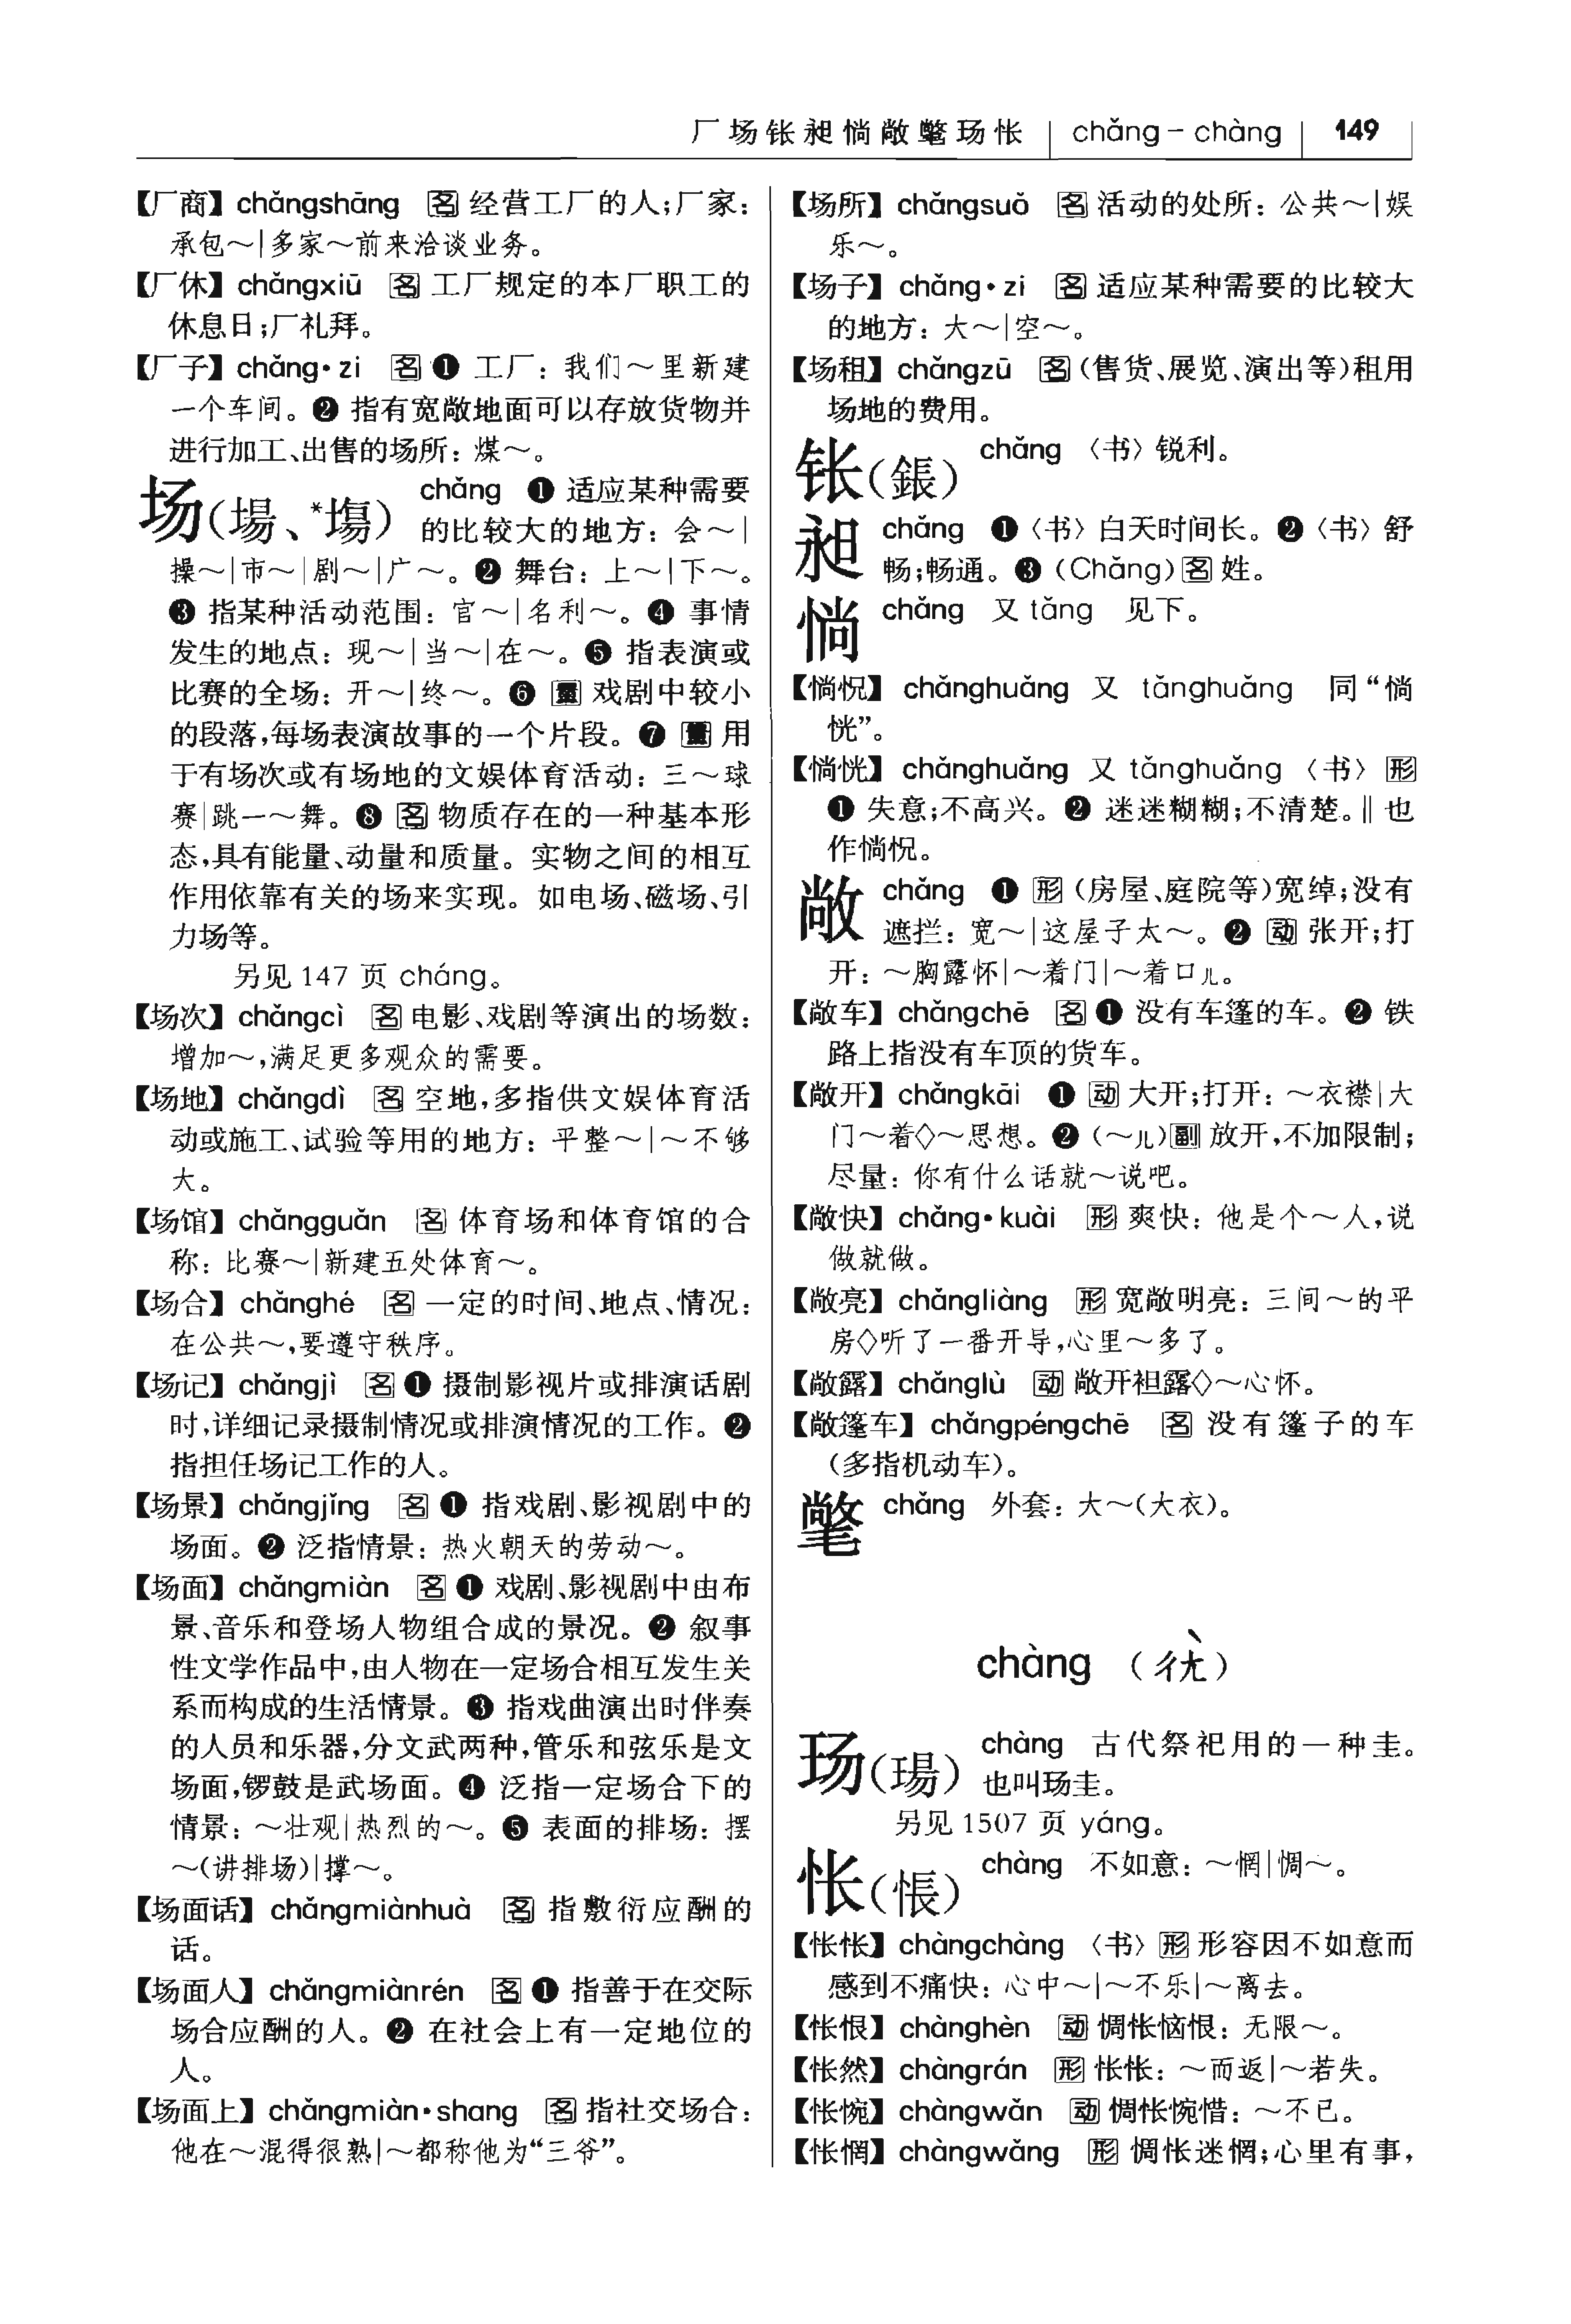 厂场𬬮昶惝敞氅玚怅 chǎng－chàng 149
【厂商】chǎngshāng 名 经营工厂的人；厂家：
承包～|多家～前来洽谈业务。
【厂休】chǎngxiū 名 工厂规定的本厂职工的
休息日；厂礼拜。
【厂子】chǎng·zi 名 ❶ 工厂：我们～里新建
一个车间。❷ 指有宽敞地面可以存放货物并
进行加工、出售的场所：煤～。
场(場、*塲) chǎng ❶ 适应某种需要
的比较大的地方：会～|
操～|市～|剧～|广～。❷ 舞台：上～|下～。
❸ 指某种活动范围：官～|名利～。❹ 事情
发生的地点：现～|当～|在～。❺ 指表演或
比赛的全场：开～|终～。❻ 量 戏剧中较小
的段落，每场表演故事的一个片段。❼ 量 用
于有场次或有场地的文娱体育活动：三～球
赛|跳一～舞。❽ 名 物质存在的一种基本形
态，具有能量、动量和质量。实物之间的相互
作用依靠有关的场来实现。如电场、磁场、引
力场等。
另见 147 页 cháng。
【场次】chǎngcì 名 电影、戏剧等演出的场数：
增加～，满足更多观众的需要。
【场地】chǎngdì 名 空地，多指供文娱体育活
动或施工、试验等用的地方：平整～|～不够
大。
【场馆】chǎngguǎn 名 体育场和体育馆的合
称：比赛～|新建五处体育～。
【场合】chǎnghé 名 一定的时间、地点、情况：
在公共～，要遵守秩序。
【场记】chǎngjì 名 ❶ 摄制影视片或排演话剧
时，详细记录摄制情况或排演情况的工作。❷
指担任场记工作的人。
【场景】chǎngjǐng 名 ❶ 指戏剧、影视剧中的
场面。❷ 泛指情景：热火朝天的劳动～。
【场面】chǎngmiàn 名 ❶ 戏剧、影视剧中由布
景、音乐和登场人物组合成的景况。❷ 叙事
性文学作品中，由人物在一定场合相互发生关
系而构成的生活情景。❸ 指戏曲演出时伴奏
的人员和乐器，分文武两种，管乐和弦乐是文
场面，锣鼓是武场面。❹ 泛指一定场合下的
情景：～壮观|热烈的～。❺ 表面的排场：摆
～(讲排场)|撑～。
【场面话】chǎngmiànhuà 名 指敷衍应酬的
话。
【场面人】chǎngmiànrén 名 ❶ 指善于在交际
场合应酬的人。❷ 在社会上有一定地位的
人。
【场面上】chǎngmiàn·shang 名 指社交场合：
他在～混得很熟|～都称他为“三爷”。
【场所】chǎngsuǒ 名 活动的处所：公共～|娱
乐～。
【场子】chǎng·zi 名 适应某种需要的比较大
的地方：大～|空～。
【场租】chǎngzū 名 (售货、展览、演出等)租用
场地的费用。
𬬮(鋹) chǎng 〈书〉锐利。
昶 chǎng ❶〈书〉白天时间长。❷〈书〉舒
畅；畅通。❸ (Chǎng) 名 姓。
惝 chǎng 又 tǎng 见下。
【惝怳】chǎnghuǎng 又 tǎnghuǎng 同“惝
恍”。
【惝恍】chǎnghuǎng 又 tǎnghuǎng〈书〉形
❶ 失意；不高兴。❷ 迷迷糊糊；不清楚。‖ 也
作惝怳。
敞 chǎng ❶ 形 (房屋、庭院等)宽绰；没有
遮拦：宽～|这屋子太～。❷ 动 张开；打
开：～胸露怀|～着门|～着口儿。
【敞车】chǎngchē 名 ❶ 没有车篷的车。❷ 铁
路上指没有车顶的货车。
【敞开】chǎngkāi ❶ 动 大开；打开：～衣襟|大
门～着◇～思想。❷ (～儿) 副 放开，不加限制；
尽量：你有什么话就～说吧。
【敞快】chǎng·kuài 形 爽快：他是个～人，说
做就做。
【敞亮】chǎngliàng 形 宽敞明亮：三间～的平
房◇听了一番开导，心里～多了。
【敞露】chǎnglù 动 敞开袒露◇～心怀。
【敞篷车】chǎngpéngchē 名 没有篷子的车
(多指机动车)。
氅 chǎng 外套：大～(大衣)。
chàng (ㄔㄤˋ)
玚(瑒) chàng 古代祭祀用的一种圭。
也叫玚圭。
另见 1507 页 yáng。
怅(悵) chàng 不如意：～惘|惆～。
【怅怅】chàngchàng〈书〉形 形容因不如意而
感到不痛快：心中～|～不乐|～离去。
【怅恨】chànghèn 动 惆怅恼恨：无限～。
【怅然】chàngrán 形 怅怅：～而返|～若失。
【怅惋】chàngwǎn 动 惆怅惋惜：～不已。
【怅惘】chàngwǎng 形 惆怅迷惘；心里有事，